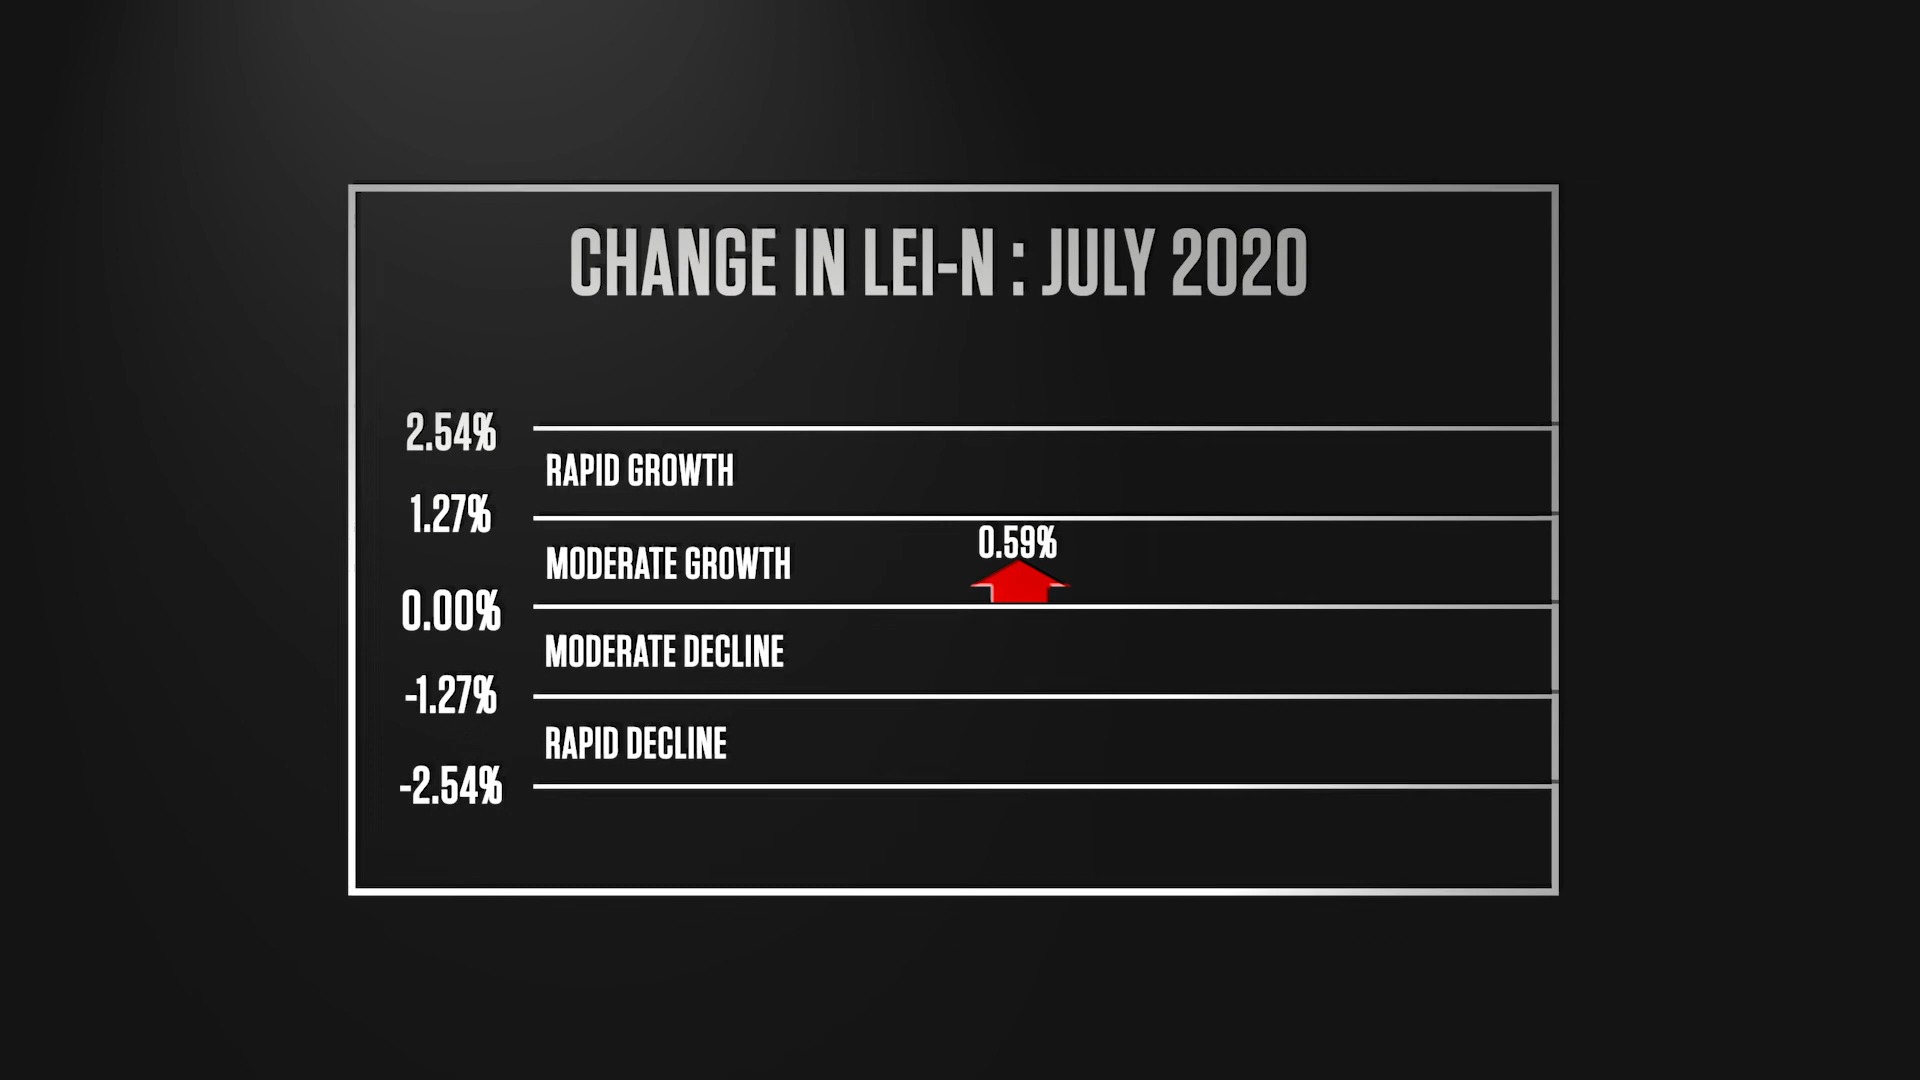 CHANGE IN LEI-N : JULY 2020
2.54%
RAPID GROWTH
1.27%
0.59%
MODERATE GROWTH
0.00%
MODERATE DECLINE
-1.27%
RAPID DECLINE
-2.54%